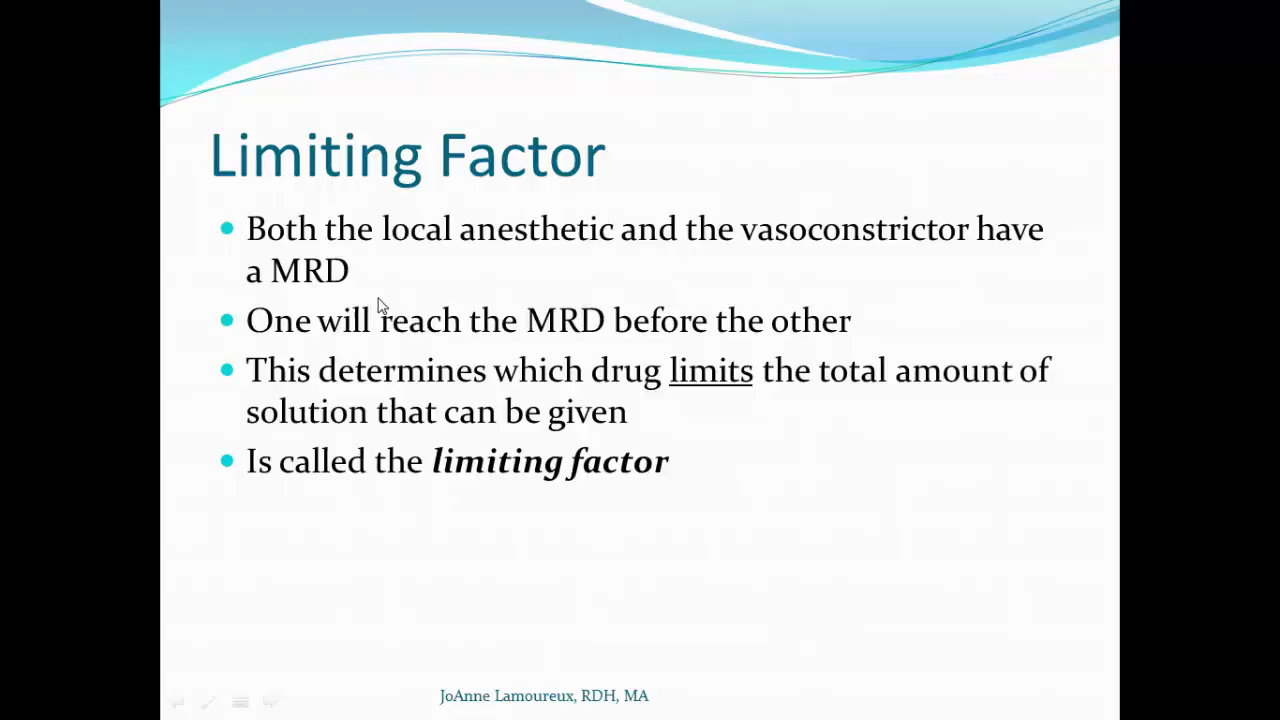 Limiting Factor
Both the local anesthetic and the vasoconstrictor have
a MRD
One will reach the MRD before the other
This determines which drug limits the total amount of
solution that can be given
Is called the limiting factor
JoAnne Lamoureux, RDH, MA